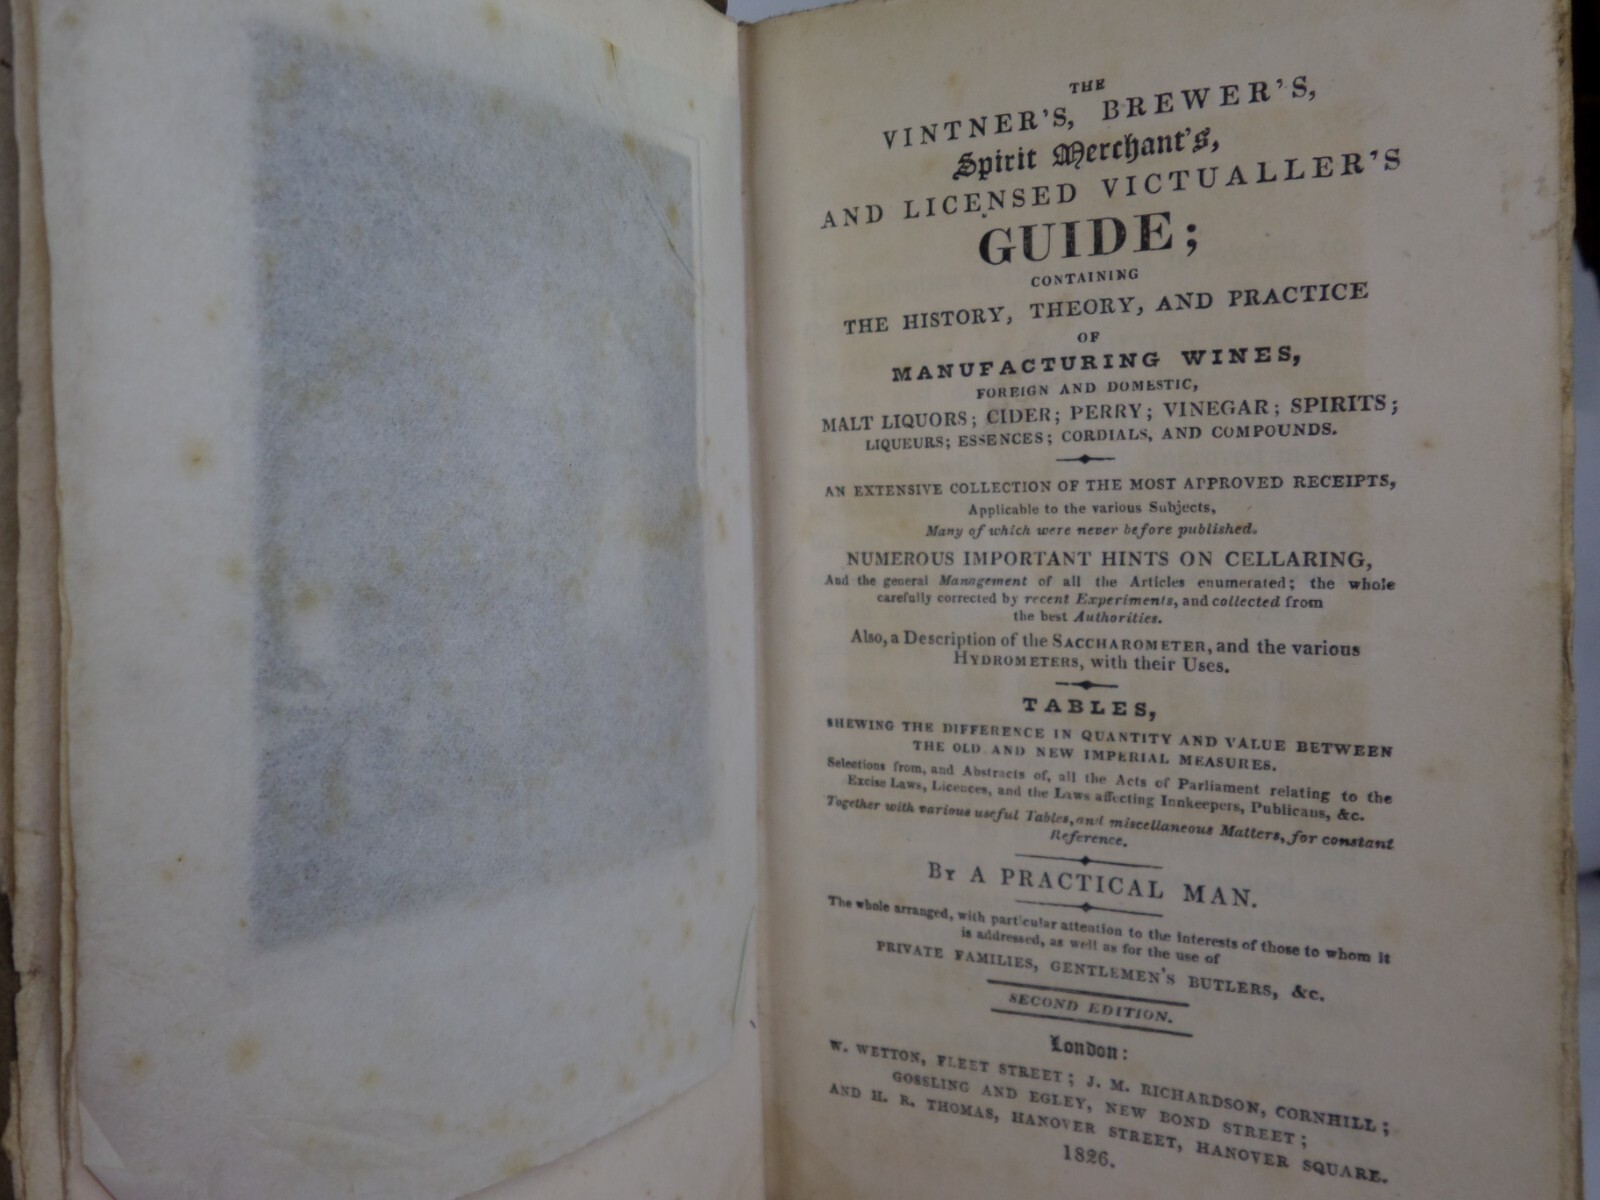 THE
VINTNER'S, BREWER'S,
Spirit Merchant's,
AND LICENSED VICTUALLER'S
GUIDE;
CONTAINING
THE HISTORY, THEORY, AND PRACTICE
OF
MANUFACTURING WINES,
FOREIGN AND DOMESTIC,
MALT LIQUORS; CIDER; PERRY; VINEGAR; SPIRITS;
LIQUEURS; ESSENCES; CORDIALS, AND COMPOUNDS.
AN EXTENSIVE COLLECTION OF THE MOST APPROVED RECEIPTS,
Applicable to the various Subjects,
Many of which were never before published.
NUMEROUS IMPORTANT HINTS ON CELLARING,
And the general Management of all the Articles enumerated; the whole
carefully corrected by recent Experiments, and collected from
the best Authorities.
Also, a Description of the SACCHAROMETER, and the various
HYDROMETERS, with their Uses.
TABLES,
SHEWING THE DIFFERENCE IN QUANTITY AND VALUE BETWEEN
THE OLD AND NEW IMPERIAL MEASURES.
Selections from, and Abstracts of, all the Acts of Parliament relating to the
Excise Laws, Licences, and the Laws affecting Innkeepers, Publicans, &c.
Together with various useful Tables, and miscellaneous Matters, for constant
Reference.
BY A PRACTICAL MAN.
The whole arranged, with particular attention to the interests of those to whom it
is addressed, as well as for the use of
PRIVATE FAMILIES, GENTLEMEN'S BUTLERS, &c.
SECOND EDITION.
London:
W. WETTON, FLEET STREET; J. M. RICHARDSON, CORNHILL;
GOSSLING AND EGLEY, NEW BOND STREET;
AND H. R. THOMAS, HANOVER STREET, HANOVER SQUARE.
1826.